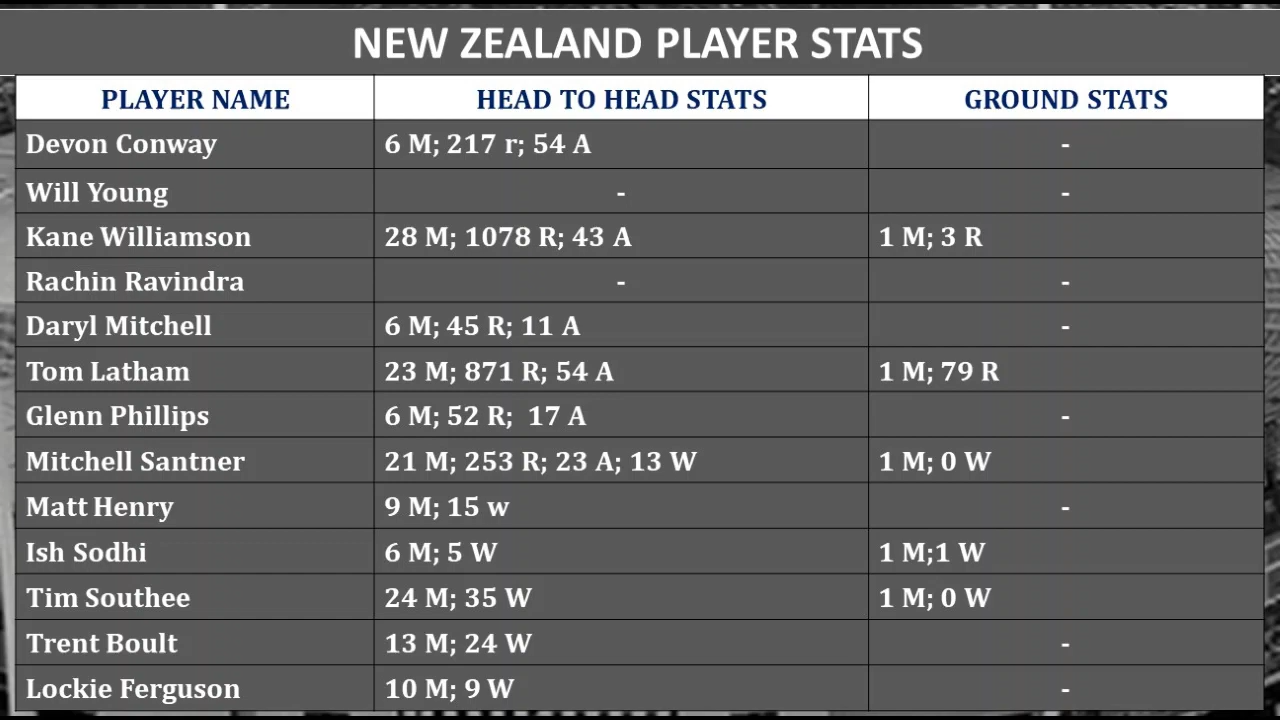 NEW ZEALAND PLAYER STATS
PLAYER NAME HEAD TO HEAD STATS GROUND STATS
Devon Conway 6 M; 217 r; 54 A -
Will Young - -
Kane Williamson 28 M; 1078 R; 43 A 1 M; 3 R
Rachin Ravindra - -
Daryl Mitchell 6 M; 45 R; 11 A -
Tom Latham 23 M; 871 R; 54 A 1 M; 79 R
Glenn Phillips 6 M; 52 R; 17 A -
Mitchell Santner 21 M; 253 R; 23 A; 13 W 1 M; 0 W
Matt Henry 9 M; 15 w -
Ish Sodhi 6 M; 5 W 1 M;1 W
Tim Southee 24 M; 35 W 1 M; 0 W
Trent Boult 13 M; 24 W -
Lockie Ferguson 10 M; 9 W -